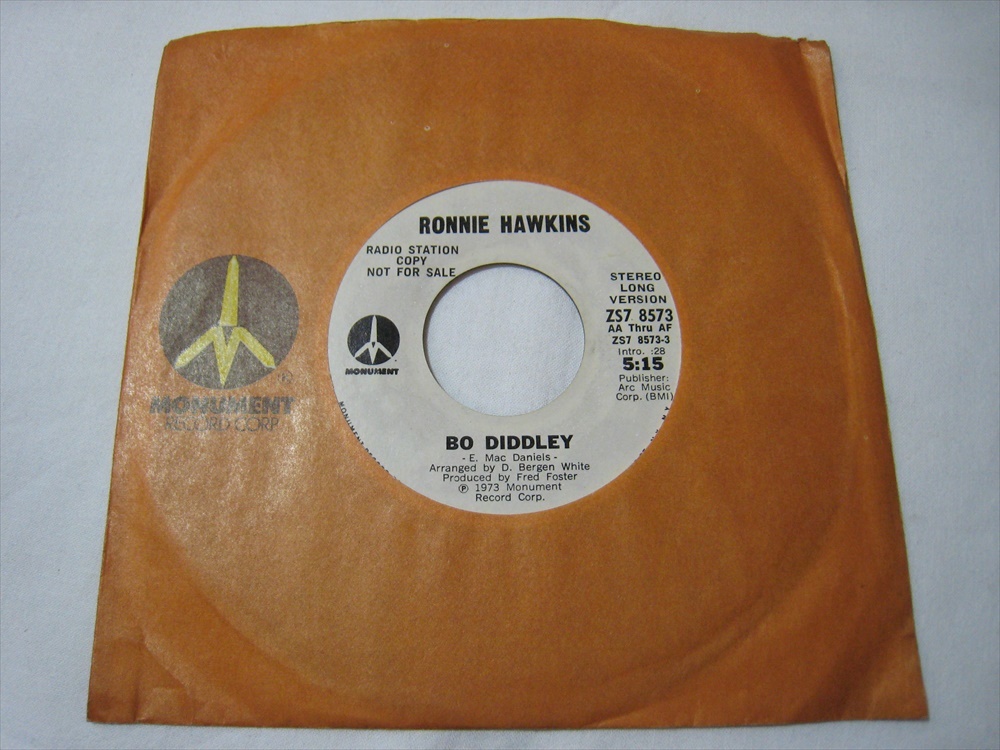 RONNIE HAWKINS
RADIO STATION
COPY
NOT FOR SALE
STEREO
LONG
VERSION
ZS7 8573
AA Thru AF
ZS7 8573-3
Intro. :28
5:15
Publisher:
Arc Music
Corp. (BMI)
MONUMENT
BO DIDDLEY
- E. Mac Daniels -
Arranged by D. Bergen White
Produced by Fred Foster
℗ 1973 Monument
Record Corp.
MONUMENT
MONUMENT
RECORD CORP